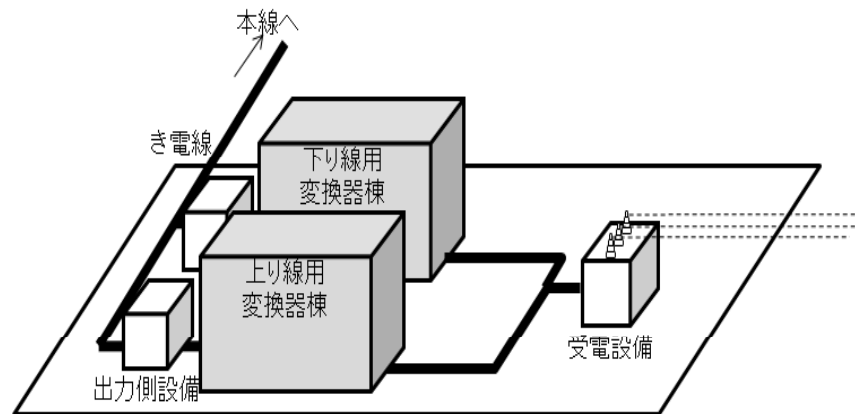 本線へ
き電線
下り線用
変換器棟
上り線用
変換器棟
受電設備
出力側設備